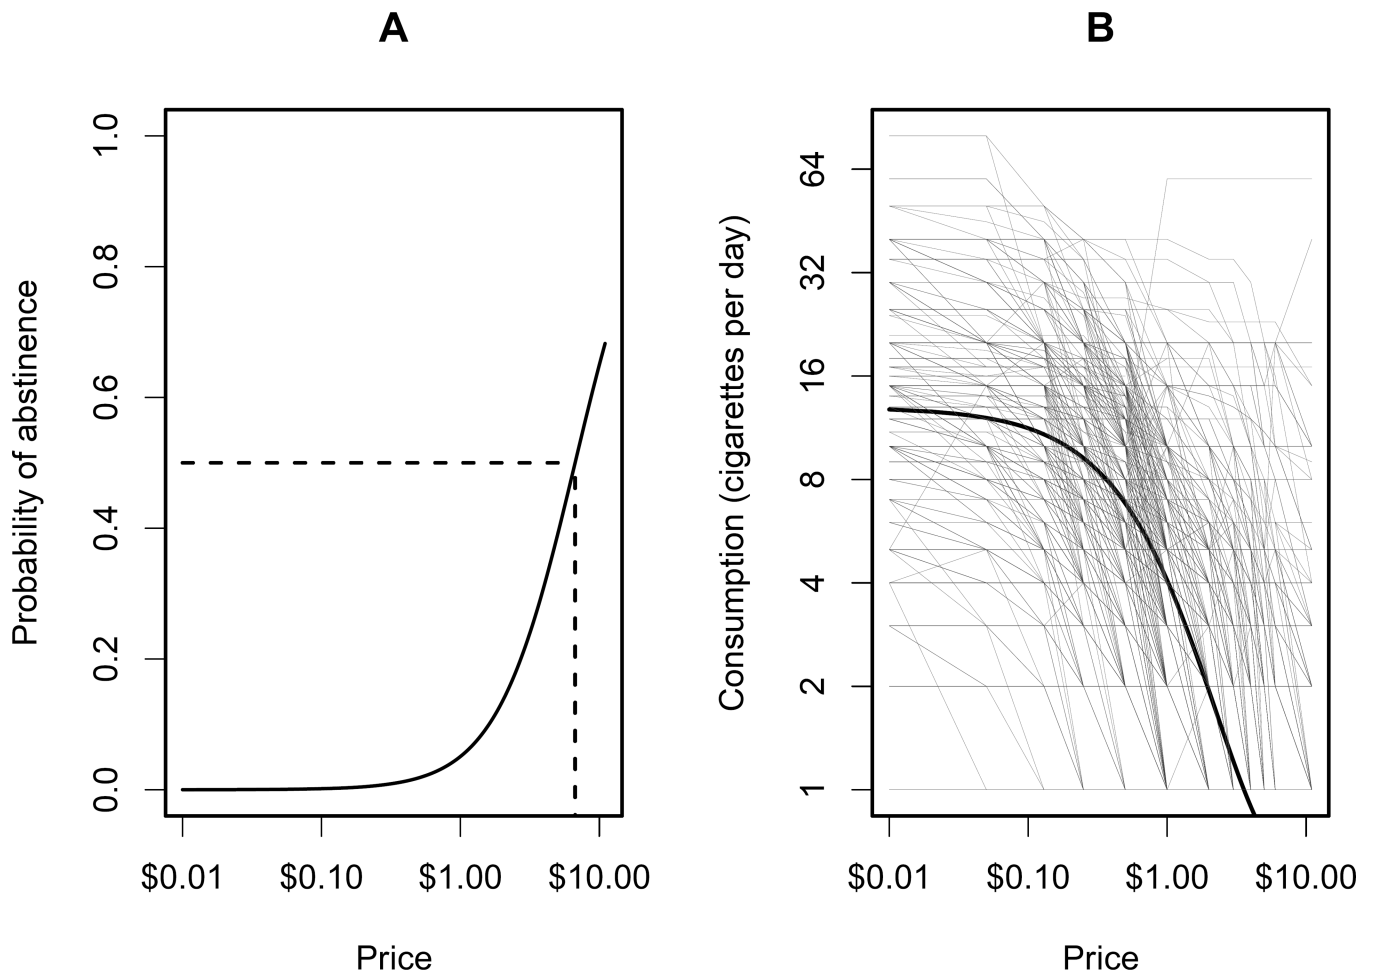 A
Probability of abstinence
1.0
0.8
0.6
0.4
0.2
0.0
$0.01 $0.10 $1.00 $10.00
Price
B
Consumption (cigarettes per day)
64
32
16
8
4
2
1
$0.01 $0.10 $1.00 $10.00
Price